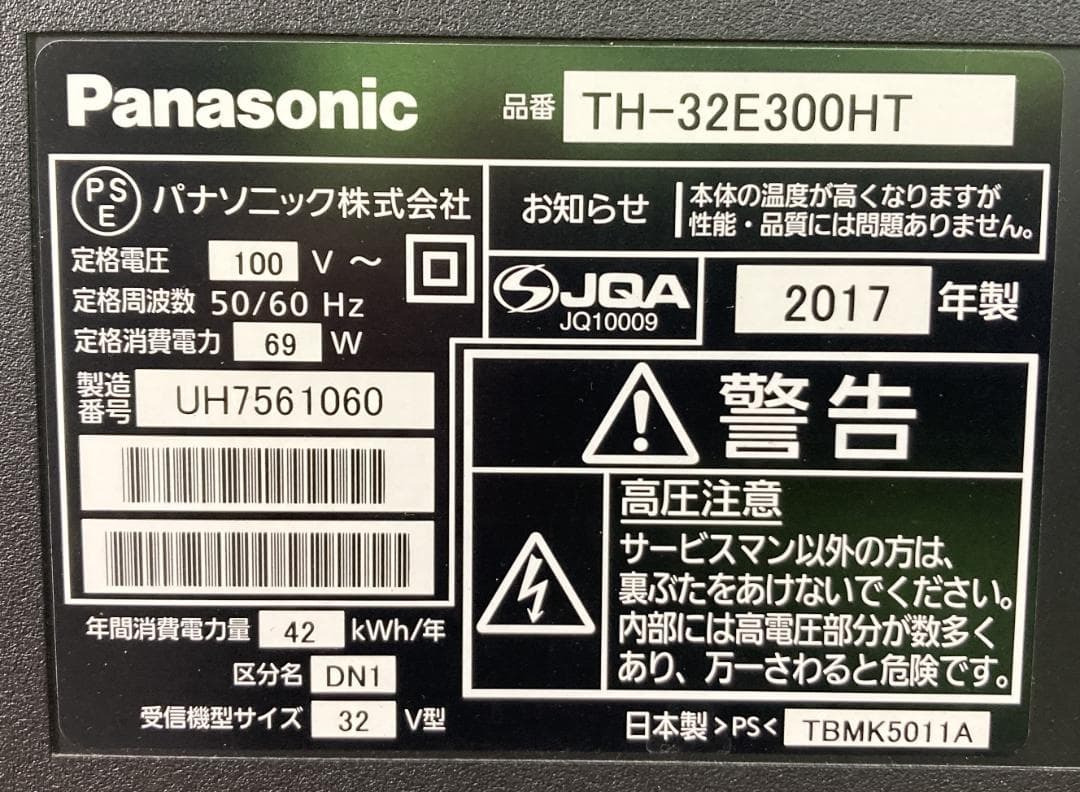 Panasonic 品番 TH-32E300HT
PS
E
パナソニック株式会社
定格電圧 100 V ～
定格周波数 50/60 Hz
定格消費電力 69 W
製造
番号
UH7561060
年間消費電力量 42 kWh/年
区分名 DN1
受信機型サイズ 32 V型
お知らせ
本体の温度が高くなりますが
性能・品質には問題ありません。
JQA
JQ10009
2017 年製
警告
高圧注意
サービスマン以外の方は、
裏ぶたをあけないでください。
内部には高電圧部分が数多く
あり、万一さわると危険です。
日本製 >PS< TBMK5011A